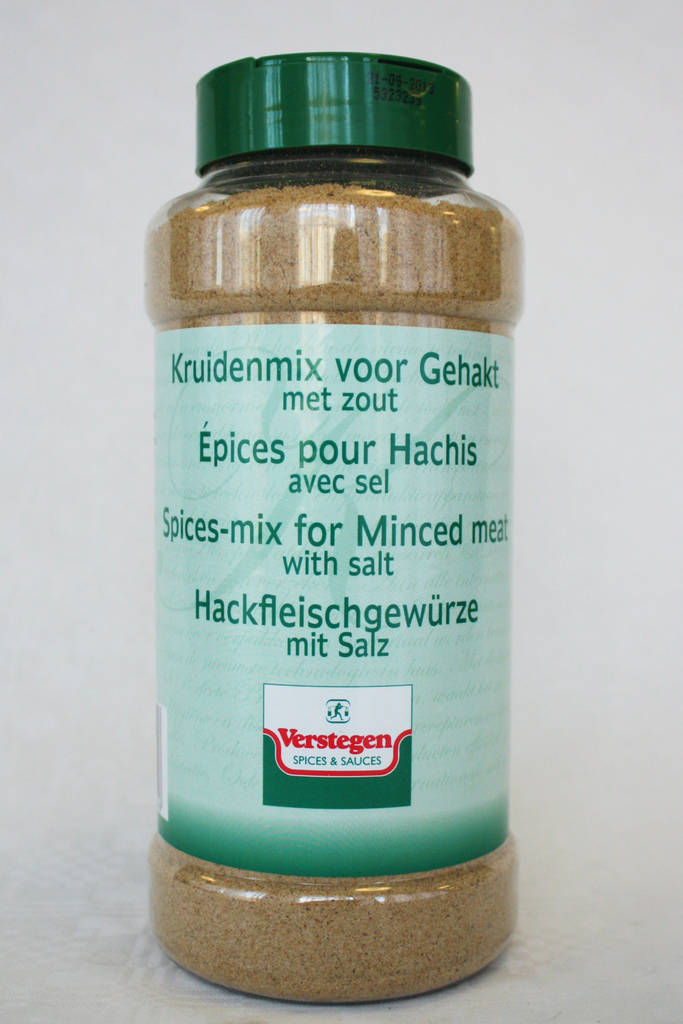 5323239
Kruidenmix voor Gehakt
met zout
Épices pour Hachis
avec sel
Spices-mix for Minced meat
with salt
Hackfleischgewürze
mit Salz
Verstegen
SPICES & SAUCES